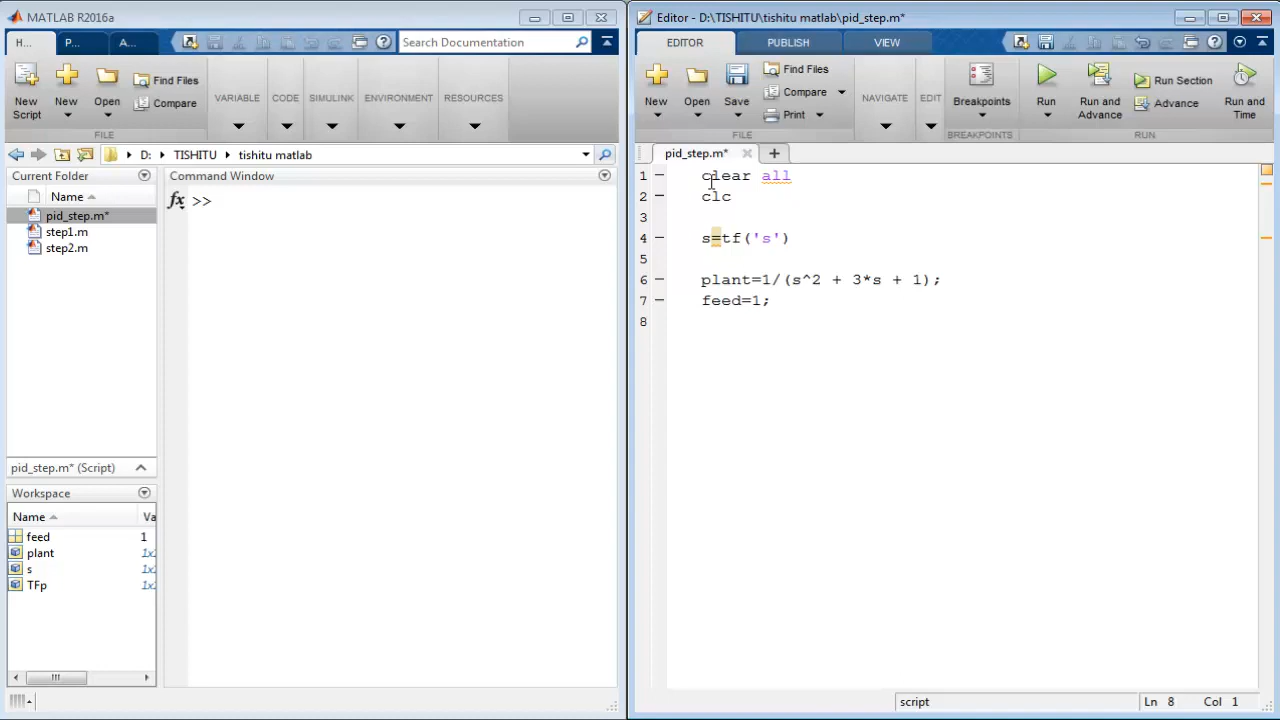 MATLAB R2016a
H...
P...
A...
Search Documentation
New Script
New
Open
Find Files
Compare
VARIABLE
CODE
SIMULINK
ENVIRONMENT
RESOURCES
FILE
D:
TISHITU
tishitu matlab
Current Folder
Name
pid_step.m*
step1.m
step2.m
pid_step.m* (Script)
Workspace
Name
Va
feed
1
plant
1x
s
1x
TFp
1x
Command Window
fx >>
Editor - D:\TISHITU\tishitu matlab\pid_step.m*
EDITOR
PUBLISH
VIEW
New
Open
Save
Find Files
Compare
Print
NAVIGATE
EDIT
Breakpoints
Run
Run and Advance
Run Section
Advance
Run and Time
FILE
BREAKPOINTS
RUN
pid_step.m*
1 clear all
2 clc
3
4 s=tf('s')
5
6 plant=1/(s^2 + 3*s + 1);
7 feed=1;
8
script
Ln 8 Col 1